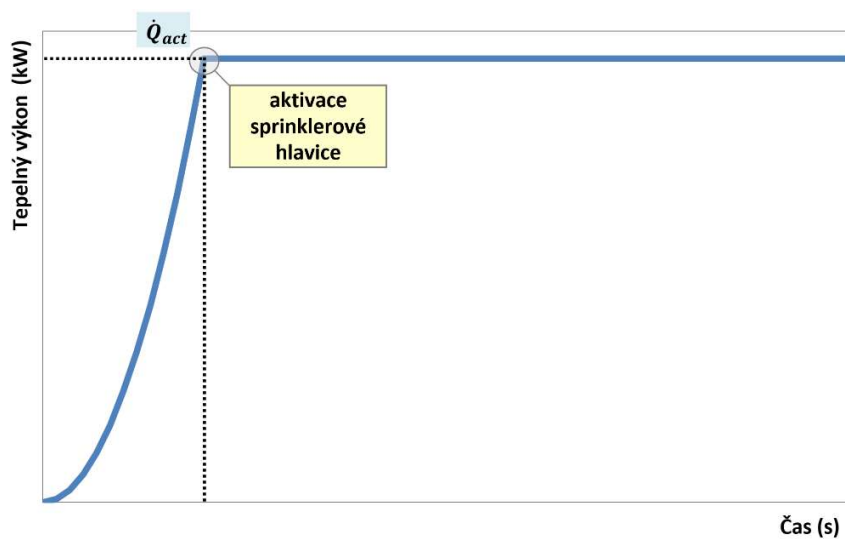 Q̇act
Tepelný výkon (kW)
aktivace
sprinklerové
hlavice
Čas (s)